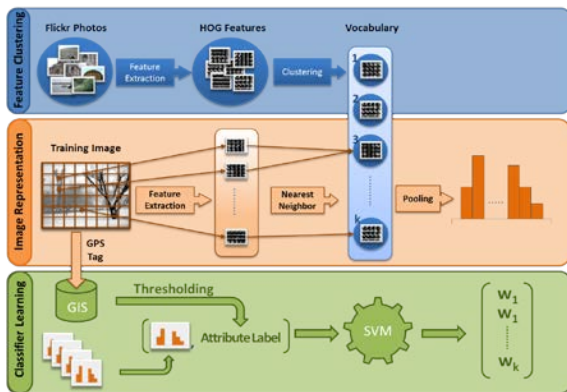 Feature Clustering
Flickr Photos
HOG Features
Vocabulary
Feature
Extraction
Clustering
1
2
3
k
Image Representation
Training Image
Feature
Extraction
Nearest
Neighbor
Pooling
GPS
Tag
Classifier Learning
GIS
Thresholding
Attribute Label
SVM
w1
w1
wk